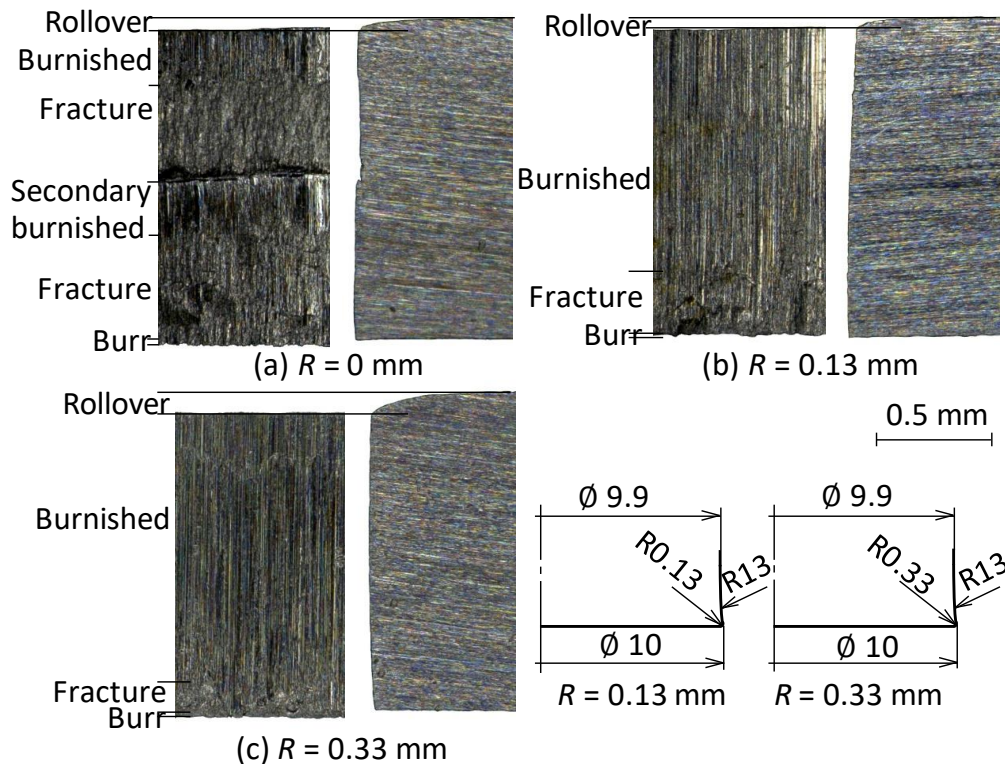 Rollover
Burnished
Fracture
Secondary
burnished
Fracture
Burr
(a) R = 0 mm
Rollover
Burnished
Fracture
Burr
(b) R = 0.13 mm
Rollover
Burnished
Fracture
Burr
(c) R = 0.33 mm
0.5 mm
Ø 9.9
R0.13
R13
Ø 10
R = 0.13 mm
Ø 9.9
R0.33
R13
Ø 10
R = 0.33 mm